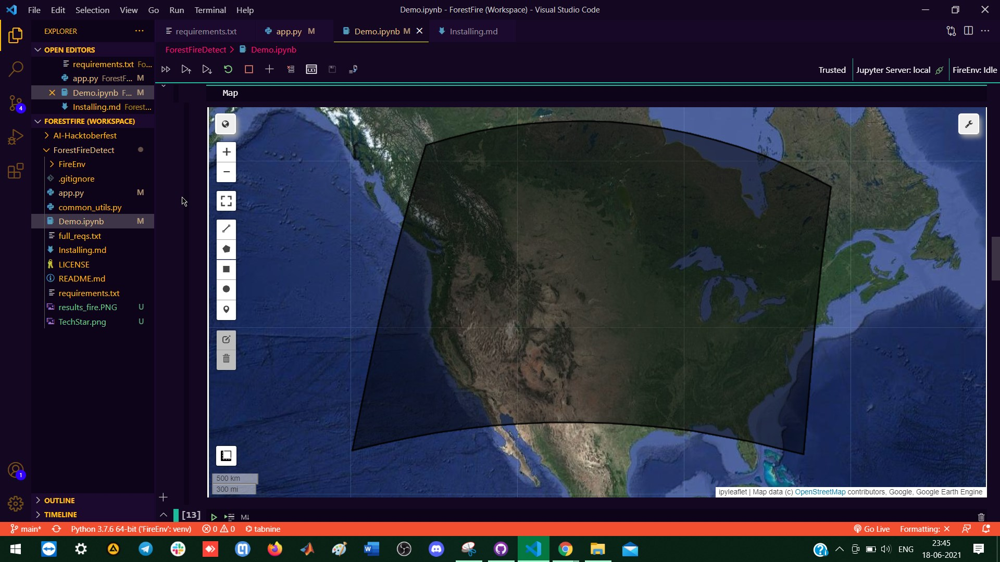 File Edit Selection View Go Run Terminal Help
Demo.ipynb - ForestFire (Workspace) - Visual Studio Code
EXPLORER
requirements.txt
app.py M
Demo.ipynb M
Installing.md
OPEN EDITORS
requirements.txt Fo...
app.py ForestF... M
Demo.ipynb F... M
Installing.md Forest...
FORESTFIRE (WORKSPACE)
AI-Hacktoberfest
ForestFireDetect
FireEnv
.gitignore
app.py M
common_utils.py
Demo.ipynb M
full_reqs.txt
Installing.md
LICENSE
README.md
requirements.txt
results_fire.PNG U
TechStar.png U
OUTLINE
TIMELINE
4
1
ForestFireDetect > Demo.ipynb
Trusted
Jupyter Server: local
FireEnv: Idle
Map
+
−
500 km
300 mi
ipyleaflet | Map data (c) OpenStreetMap contributors, Google, Google Earth Engine
[13]
M↓
main*
Python 3.7.6 64-bit ('FireEnv': venv)
0 0
tabnine
Go Live
Formatting: ×
ENG
23:45
18-06-2021